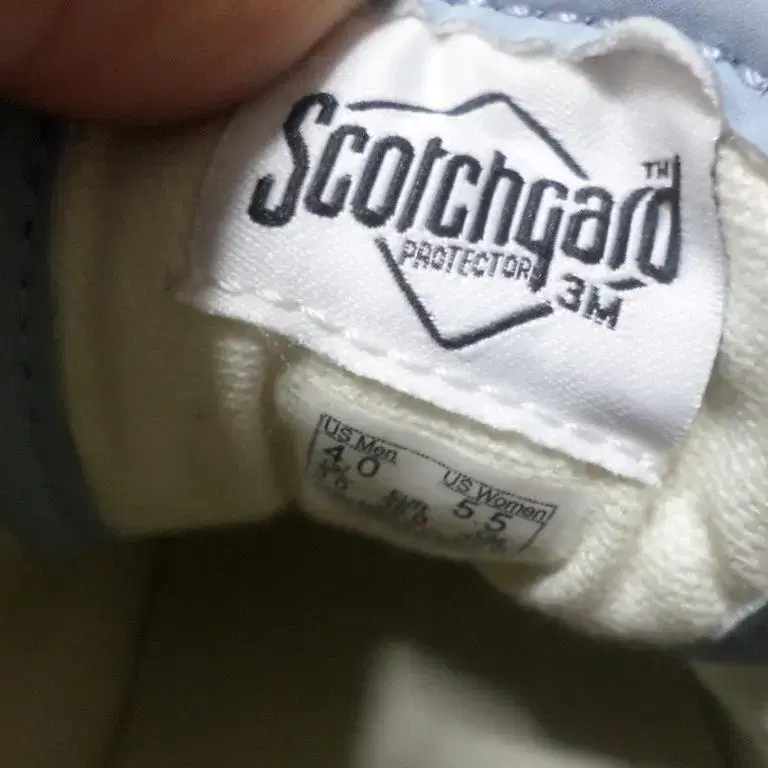 Scotchgard™
PROTECTOR
3M
US Men US Women
4.0 5.5